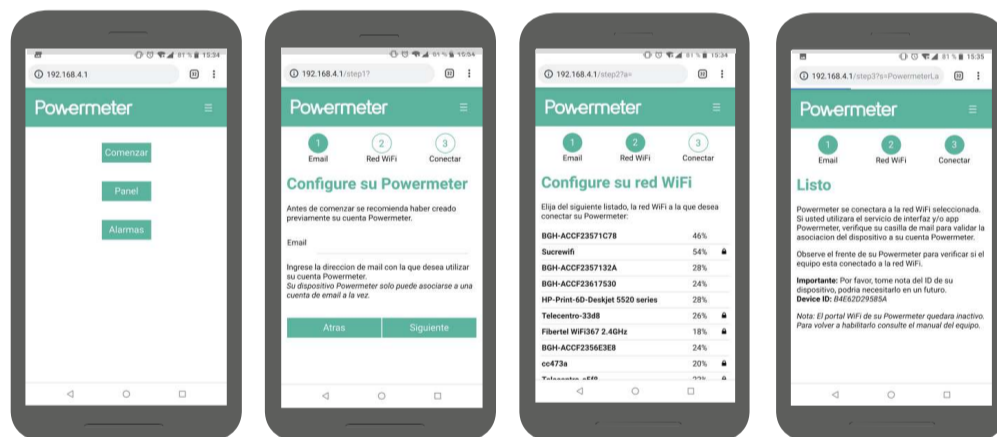 81 % 15:34
192.168.4.1
Powermeter
Comenzar
Panel
Alarmas
192.168.4.1/step1?
Powermeter
1 2 3
Email Red WiFi Conectar
Configure su Powermeter
Antes de comenzar se recomienda haber creado
previamente su cuenta Powermeter.
Email
Ingrese la direccion de mail con la que desea utilizar
su cuenta Powermeter.
Su dispositivo Powermeter solo puede asociarse a una
cuenta de email a la vez.
Atras Siguiente
81 % 15:34
192.168.4.1/step2?a=
Powermeter
1 2 3
Email Red WiFi Conectar
Configure su red WiFi
Elija del siguiente listado, la red WiFi a la que desea
conectar su Powermeter:
BGH-ACCF23571C78 46%
Sucrewifi 54%
BGH-ACCF2357132A 28%
BGH-ACCF23617530 24%
HP-Print-6D-Deskjet 5520 series 28%
Telecentro-33d8 26%
Fibertel WiFi367 2.4GHz 18%
BGH-ACCF2356E3E8 24%
cc473a 20%
81 % 15:35
192.168.4.1/step3?s=PowermeterLa
Powermeter
1 2 3
Email Red WiFi Conectar
Listo
Powermeter se conectara a la red WiFi seleccionada.
Si usted utilizara el servicio de interfaz y/o app
Powermeter, verifique su casilla de mail para validar la
asociacion del dispositivo a su cuenta Powermeter.
Observe el frente de su Powermeter para verificar si el
equipo esta conectado a la red WiFi.
Importante: Por favor, tome nota del ID de su
dispositivo, podria necesitarlo en un futuro.
Device ID: B4E62D29585A
Nota: El portal WiFi de su Powermeter quedara inactivo.
Para volver a habilitarlo consulte el manual del equipo.